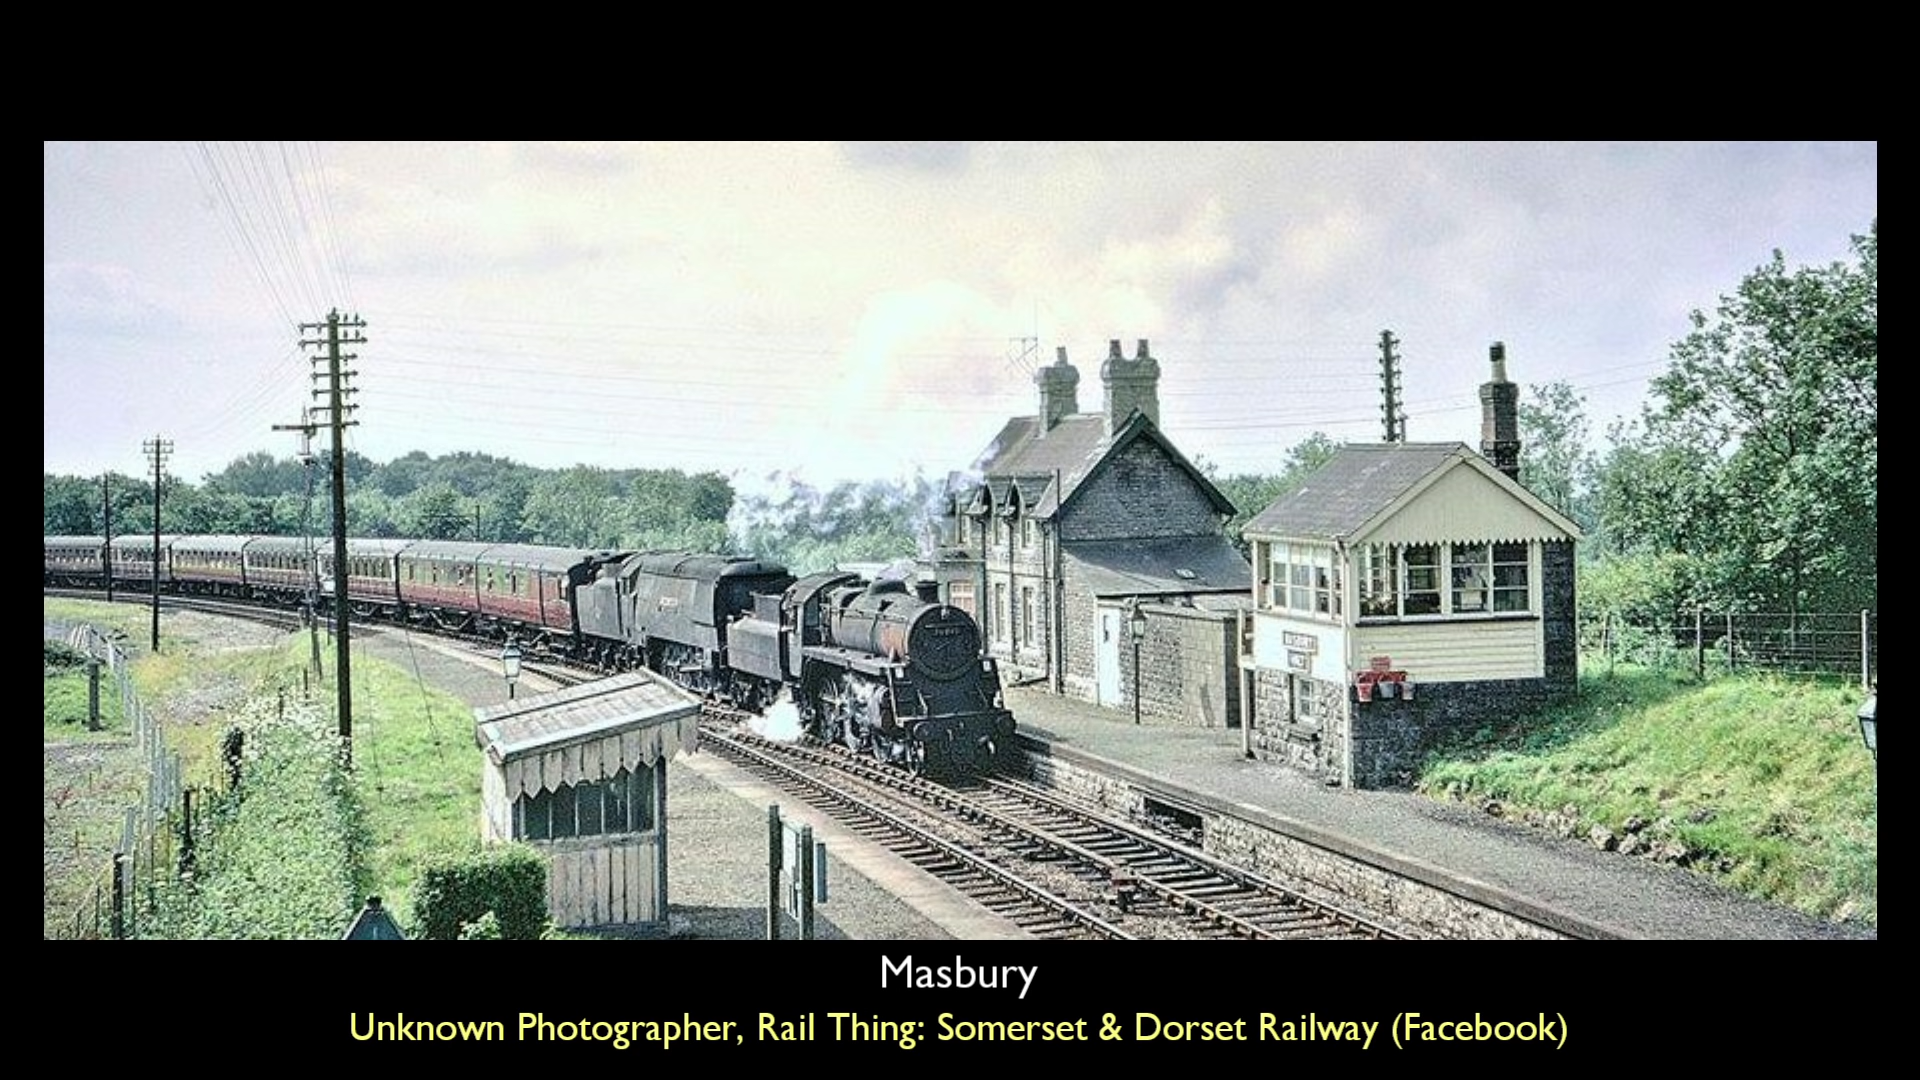 Masbury
Unknown Photographer, Rail Thing: Somerset & Dorset Railway (Facebook)